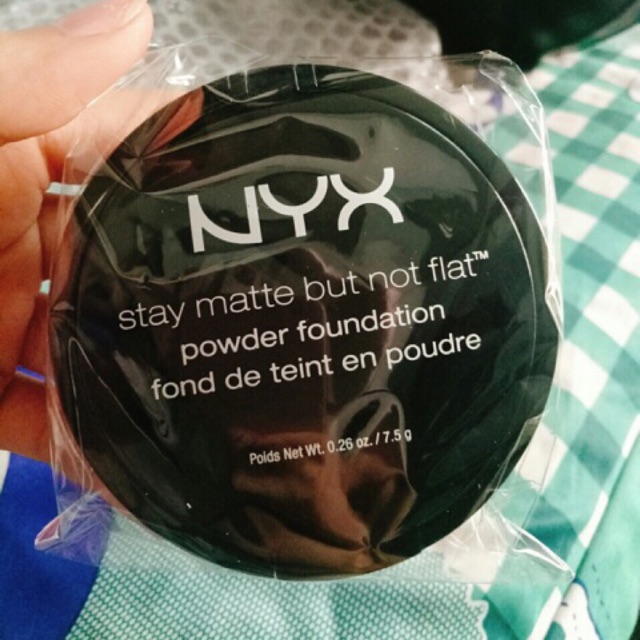 NYX
stay matte but not flat™
powder foundation
fond de teint en poudre
Poids Net Wt. 0.26 oz. / 7.5 g